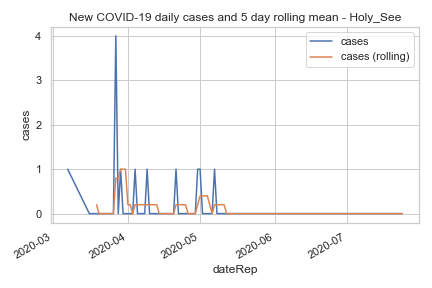 New COVID-19 daily cases and 5 day rolling mean - Holy_See
cases
cases (rolling)
4
3
2
1
0
cases
2020-03
2020-04
2020-05
2020-06
2020-07
dateRep